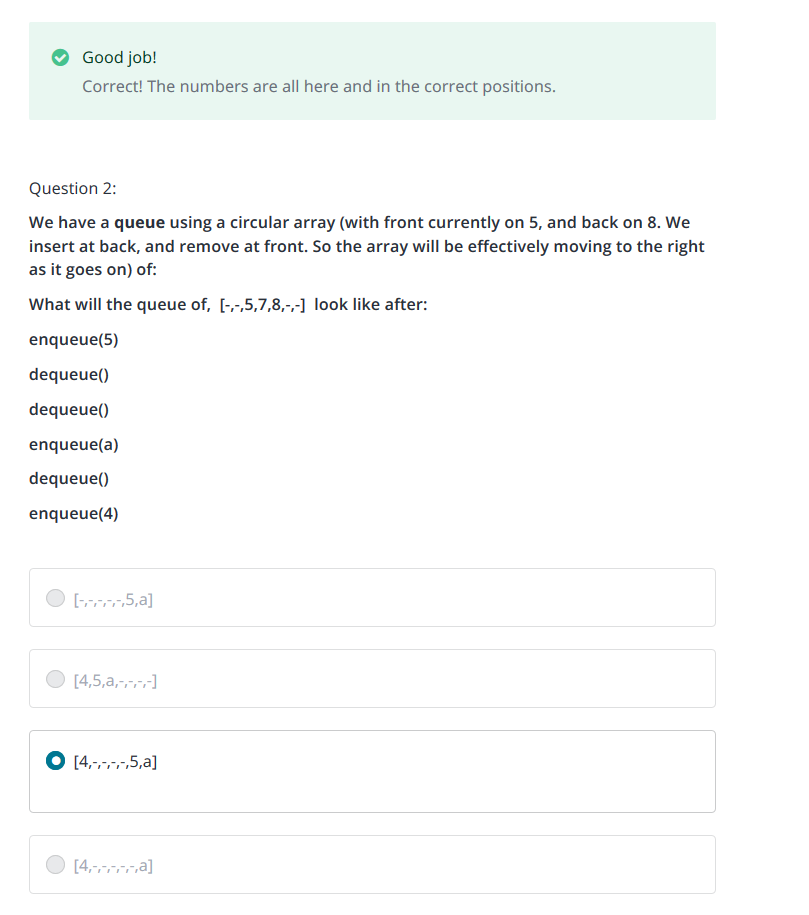 Good job!
Correct! The numbers are all here and in the correct positions.
Question 2:
We have a queue using a circular array (with front currently on 5, and back on 8. We
insert at back, and remove at front. So the array will be effectively moving to the right
as it goes on) of:
What will the queue of,  [-,-,5,7,8,-,-]  look like after:
enqueue(5)
dequeue()
dequeue()
enqueue(a)
dequeue()
enqueue(4)
[-,-,-,-,-,5,a]
[4,5,a,-,-,-,-]
[4,-,-,-,-,5,a]
[4,-,-,-,-,-,a]